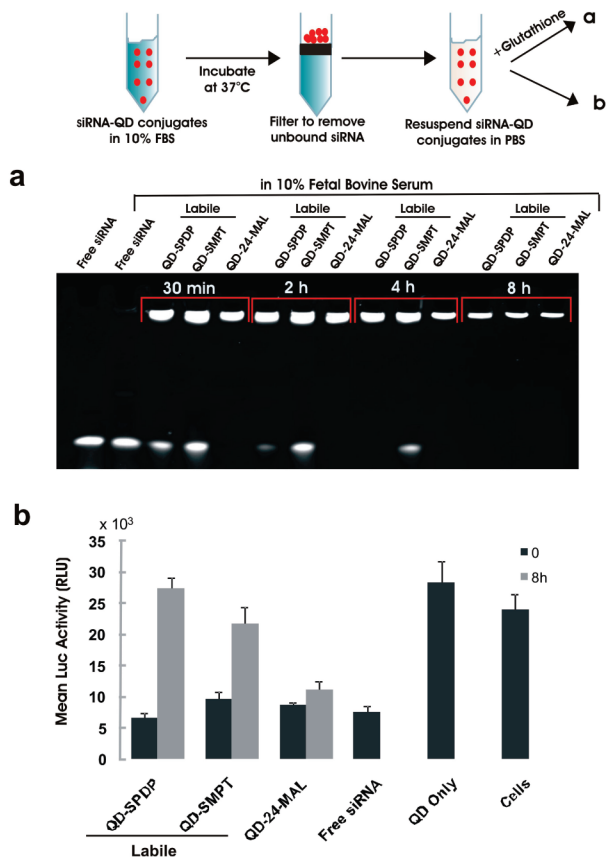 +Glutathione
a
b
Incubate
at 37°C
siRNA-QD conjugates
in 10% FBS
Filter to remove
unbound siRNA
Resuspend siRNA-QD
conjugates in PBS
a
in 10% Fetal Bovine Serum
Labile Labile Labile Labile
Free siRNA Free siRNA QD-SPDP QD-SMPT QD-24-MAL QD-SPDP QD-SMPT QD-24-MAL QD-SPDP QD-SMPT QD-24-MAL QD-SPDP QD-SMPT QD-24-MAL
30 min 2 h 4 h 8 h
b
x 10³
Mean Luc Activity (RLU)
35
30
25
20
15
10
5
0
0
8h
QD-SPDP QD-SMPT QD-24-MAL Free siRNA QD Only Cells
Labile